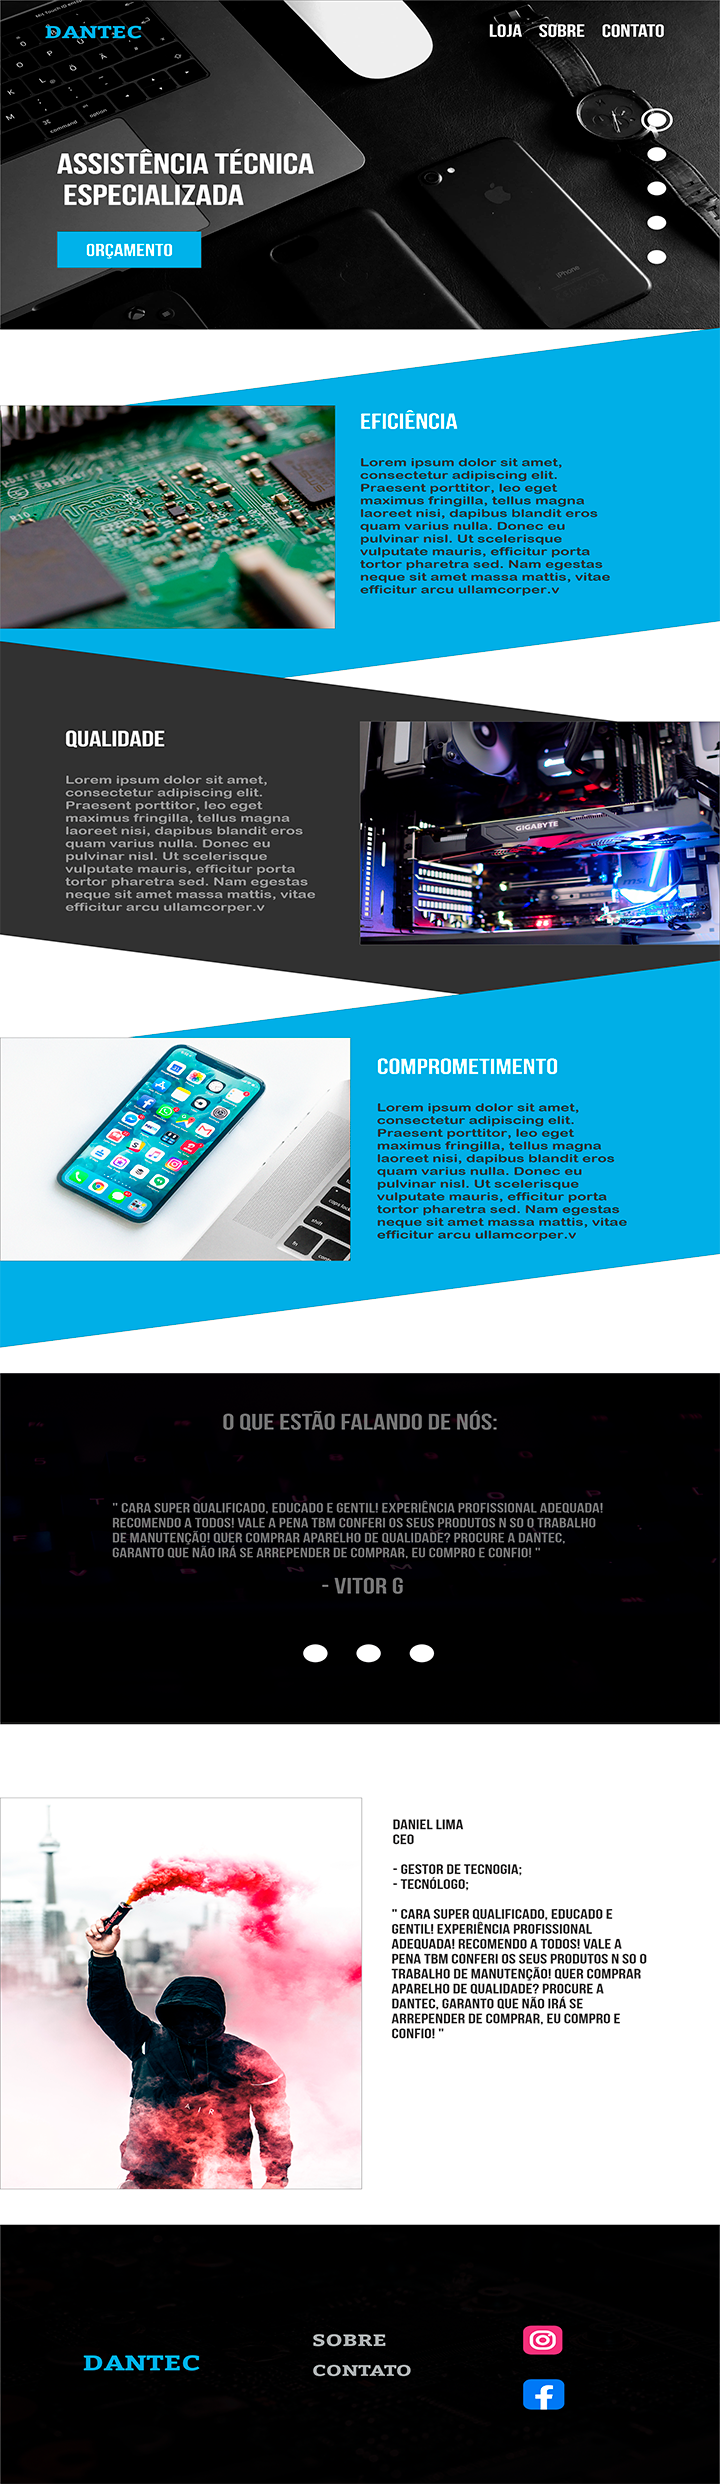 DANTEC
LOJA SOBRE CONTATO
ASSISTÊNCIA TÉCNICA
ESPECIALIZADA
ORÇAMENTO
command
option
iPhone
EFICIÊNCIA
Lorem ipsum dolor sit amet,
consectetur adipiscing elit.
Praesent porttitor, leo eget
maximus fringilla, tellus magna
laoreet nisi, dapibus blandit eros
quam varius nulla. Donec eu
pulvinar nisl. Ut scelerisque
vulputate mauris, efficitur porta
tortor pharetra sed. Nam egestas
neque sit amet massa mattis, vitae
efficitur arcu ullamcorper.v
QUALIDADE
Lorem ipsum dolor sit amet,
consectetur adipiscing elit.
Praesent porttitor, leo eget
maximus fringilla, tellus magna
laoreet nisi, dapibus blandit eros
quam varius nulla. Donec eu
pulvinar nisl. Ut scelerisque
vulputate mauris, efficitur porta
tortor pharetra sed. Nam egestas
neque sit amet massa mattis, vitae
efficitur arcu ullamcorper.v
GIGABYTE
msi
COMPROMETIMENTO
Lorem ipsum dolor sit amet,
consectetur adipiscing elit.
Praesent porttitor, leo eget
maximus fringilla, tellus magna
laoreet nisi, dapibus blandit eros
quam varius nulla. Donec eu
pulvinar nisl. Ut scelerisque
vulputate mauris, efficitur porta
tortor pharetra sed. Nam egestas
neque sit amet massa mattis, vitae
efficitur arcu ullamcorper.v
caps lock
shift
fn
O QUE ESTÃO FALANDO DE NÓS:
" CARA SUPER QUALIFICADO, EDUCADO E GENTIL! EXPERIÊNCIA PROFISSIONAL ADEQUADA!
RECOMENDO A TODOS! VALE A PENA TBM CONFERI OS SEUS PRODUTOS N SO O TRABALHO
DE MANUTENÇÃO! QUER COMPRAR APARELHO DE QUALIDADE? PROCURE A DANTEC,
GARANTO QUE NÃO IRÁ SE ARREPENDER DE COMPRAR, EU COMPRO E CONFIO! "
- VITOR G
DANIEL LIMA
CEO
- GESTOR DE TECNOGIA;
- TECNÓLOGO;
" CARA SUPER QUALIFICADO, EDUCADO E
GENTIL! EXPERIÊNCIA PROFISSIONAL
ADEQUADA! RECOMENDO A TODOS! VALE A
PENA TBM CONFERI OS SEUS PRODUTOS N SO O
TRABALHO DE MANUTENÇÃO! QUER COMPRAR
APARELHO DE QUALIDADE? PROCURE A
DANTEC, GARANTO QUE NÃO IRÁ SE
ARREPENDER DE COMPRAR, EU COMPRO E
CONFIO! "
AIR
DANTEC
SOBRE
CONTATO